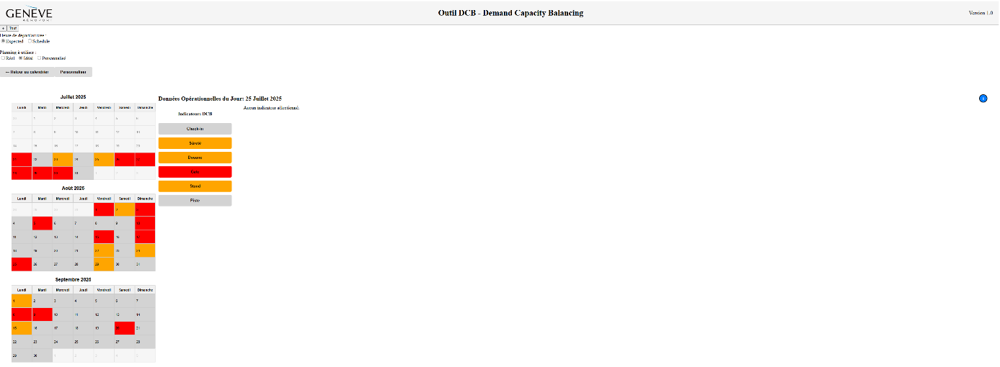 GENÈVE
AÉROPORT
Outil DCB - Demand Capacity Balancing
Version 1.0
+ Tout
Heure de départ/arrivée :
Expected Schedule
Planning à utiliser :
Réel Idéal Personnalisé
← Retour au calendrier Personnaliser
Juillet 2025
Lundi Mardi Mercredi Jeudi Vendredi Samedi Dimanche
30 1 2 3 4 5 6
7 8 9 10 11 12 13
14 15 16 17 18 19 20
21 22 23 24 25 26 27
28 29 30 31 1 2 3
Août 2025
Lundi Mardi Mercredi Jeudi Vendredi Samedi Dimanche
28 29 30 31 1 2 3
4 5 6 7 8 9 10
11 12 13 14 15 16 17
18 19 20 21 22 23 24
25 26 27 28 29 30 31
Septembre 2025
Lundi Mardi Mercredi Jeudi Vendredi Samedi Dimanche
1 2 3 4 5 6 7
8 9 10 11 12 13 14
15 16 17 18 19 20 21
22 23 24 25 26 27 28
29 30 1 2 3 4 5
Données Opérationnelles du Jour: 25 Juillet 2025
Indicateurs DCB
Check-in
Sûreté
Douane
Gate
Stand
Piste
Aucun indicateur sélectionné.